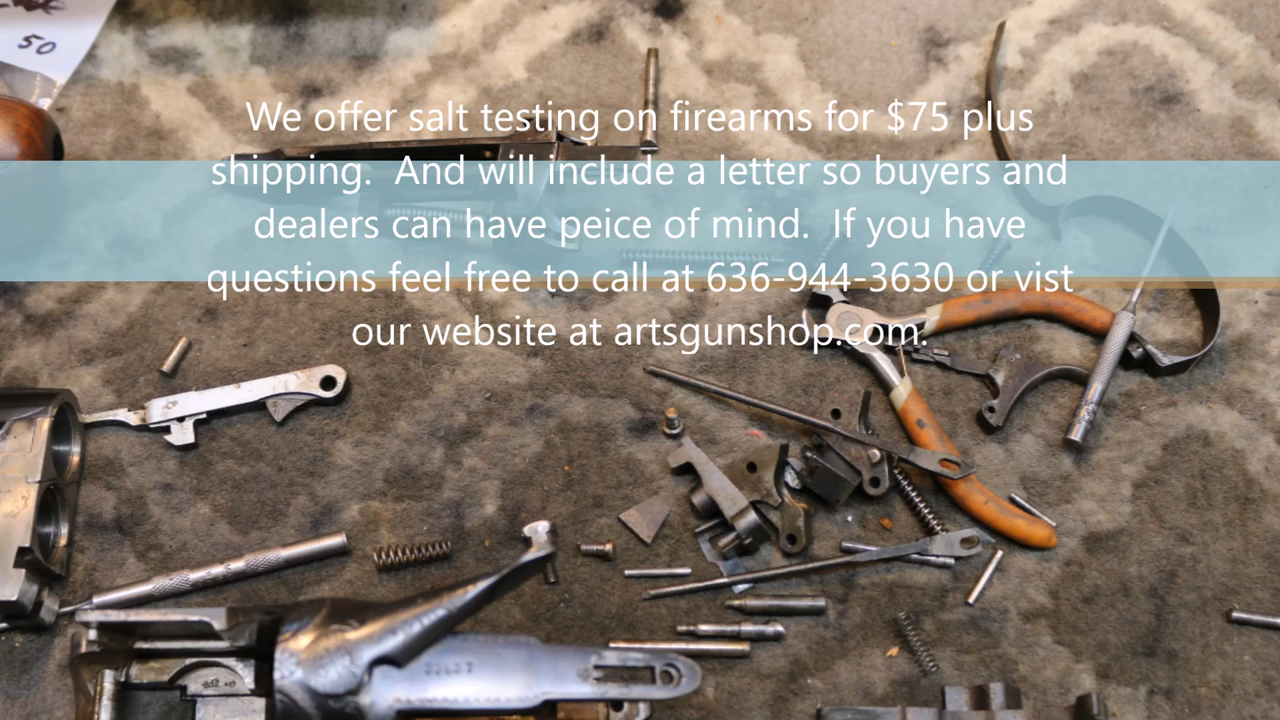 50
We offer salt testing on firearms for $75 plus
shipping.  And will include a letter so buyers and
dealers can have peice of mind.  If you have
questions feel free to call at 636-944-3630 or vist
our website at artsgunshop.com.